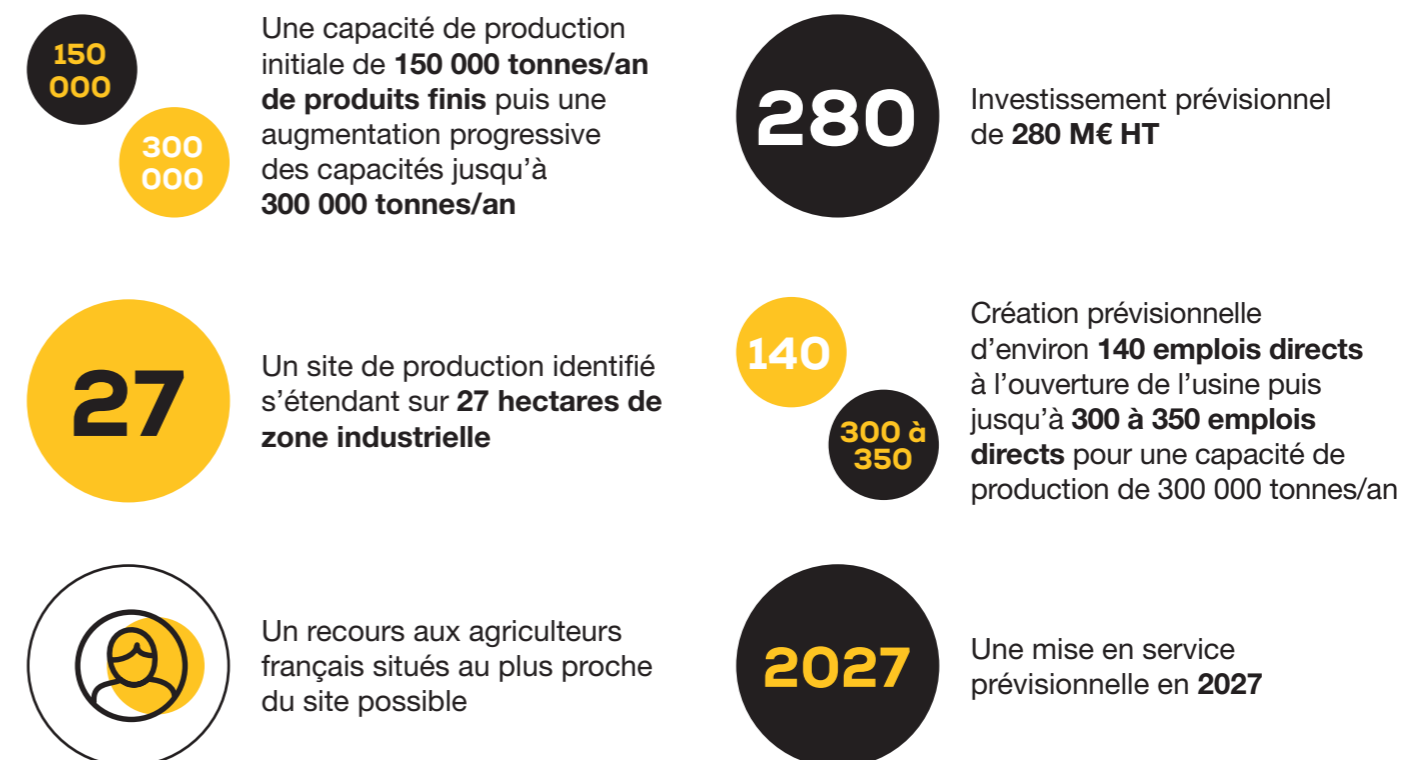 150
000
300
000
Une capacité de production
initiale de 150 000 tonnes/an
de produits finis puis une
augmentation progressive
des capacités jusqu’à
300 000 tonnes/an
280
Investissement prévisionnel
de 280 M€ HT
27
Un site de production identifié
s’étendant sur 27 hectares de
zone industrielle
140
300 à
350
Création prévisionnelle
d’environ 140 emplois directs
à l’ouverture de l’usine puis
jusqu’à 300 à 350 emplois
directs pour une capacité de
production de 300 000 tonnes/an
Un recours aux agriculteurs
français situés au plus proche
du site possible
2027
Une mise en service
prévisionnelle en 2027